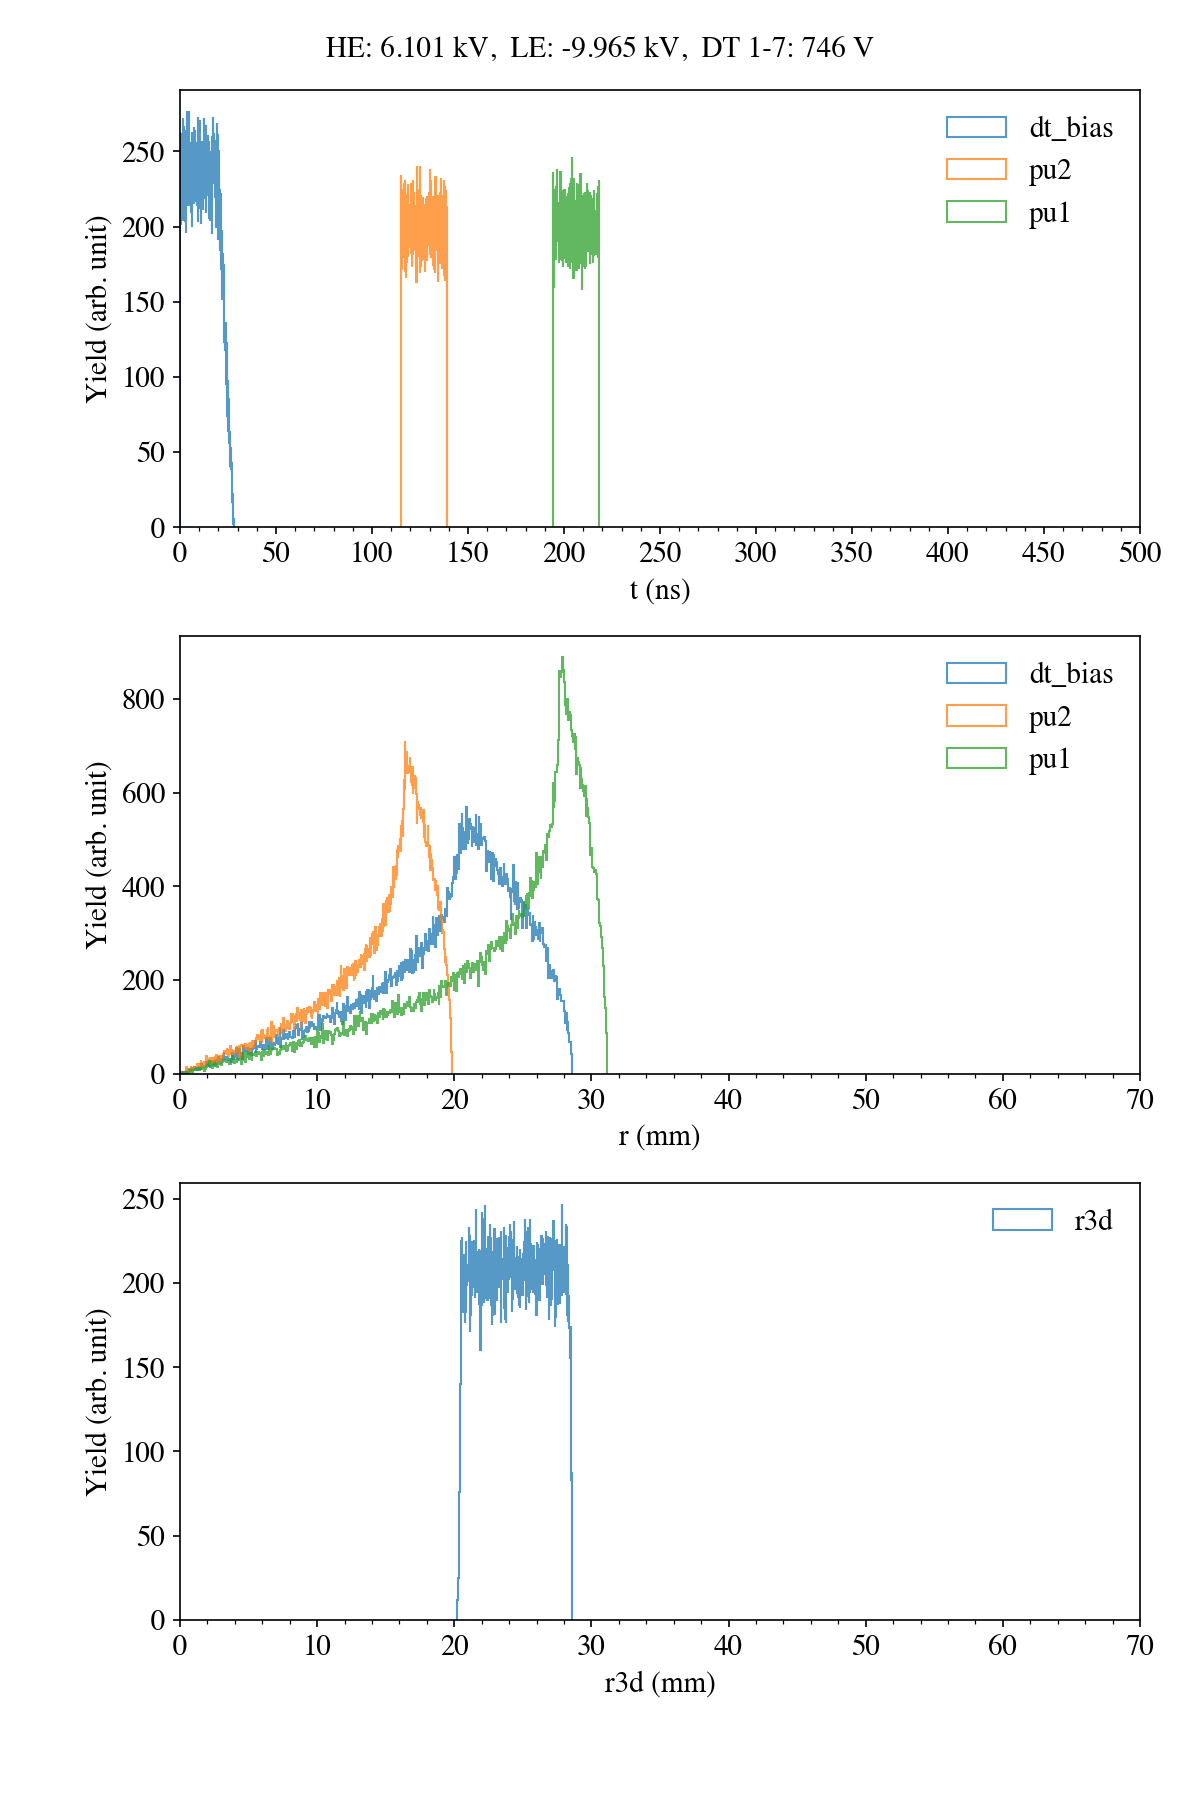 HE: 6.101 kV,  LE: -9.965 kV,  DT 1-7: 746 V
Yield (arb. unit)
250
200
150
100
50
0
dt_bias
pu2
pu1
0 50 100 150 200 250 300 350 400 450 500
t (ns)
Yield (arb. unit)
800
600
400
200
0
dt_bias
pu2
pu1
0 10 20 30 40 50 60 70
r (mm)
Yield (arb. unit)
250
200
150
100
50
0
r3d
0 10 20 30 40 50 60 70
r3d (mm)